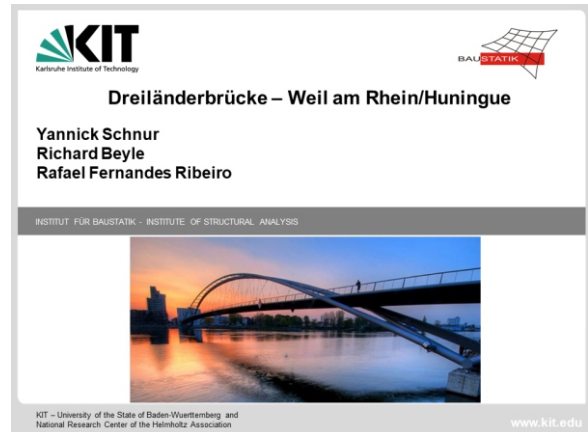 KIT
Karlsruhe Institute of Technology
BAUSTATIK
Dreiländerbrücke – Weil am Rhein/Huningue
Yannick Schnur
Richard Beyle
Rafael Fernandes Ribeiro
INSTITUT FÜR BAUSTATIK - INSTITUTE OF STRUCTURAL ANALYSIS
KIT – University of the State of Baden-Wuerttemberg and
National Research Center of the Helmholtz Association
www.kit.edu